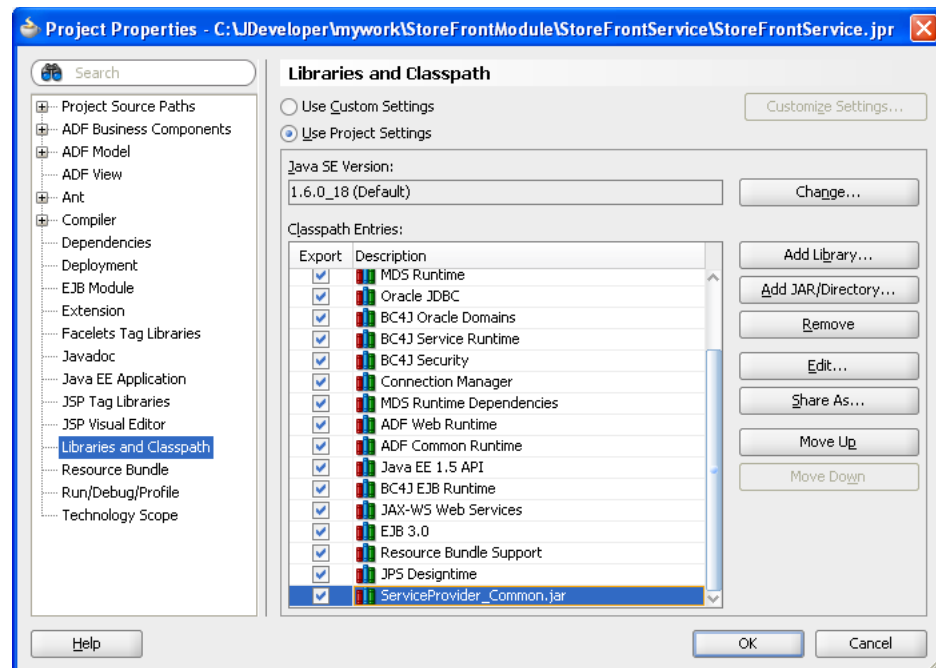 Project Properties - C:\JDeveloper\mywork\StoreFrontModule\StoreFrontService\StoreFrontService.jpr
Search
Project Source Paths
ADF Business Components
ADF Model
ADF View
Ant
Compiler
Dependencies
Deployment
EJB Module
Extension
Facelets Tag Libraries
Javadoc
Java EE Application
JSP Tag Libraries
JSP Visual Editor
Libraries and Classpath
Resource Bundle
Run/Debug/Profile
Technology Scope
Libraries and Classpath
Use Custom Settings
Customize Settings...
Use Project Settings
Java SE Version:
1.6.0_18 (Default)
Change...
Classpath Entries:
Export Description
MDS Runtime
Oracle JDBC
BC4J Oracle Domains
BC4J Service Runtime
BC4J Security
Connection Manager
MDS Runtime Dependencies
ADF Web Runtime
ADF Common Runtime
Java EE 1.5 API
BC4J EJB Runtime
JAX-WS Web Services
EJB 3.0
Resource Bundle Support
JPS Designtime
ServiceProvider_Common.jar
Add Library...
Add JAR/Directory...
Remove
Edit...
Share As...
Move Up
Move Down
Help
OK
Cancel